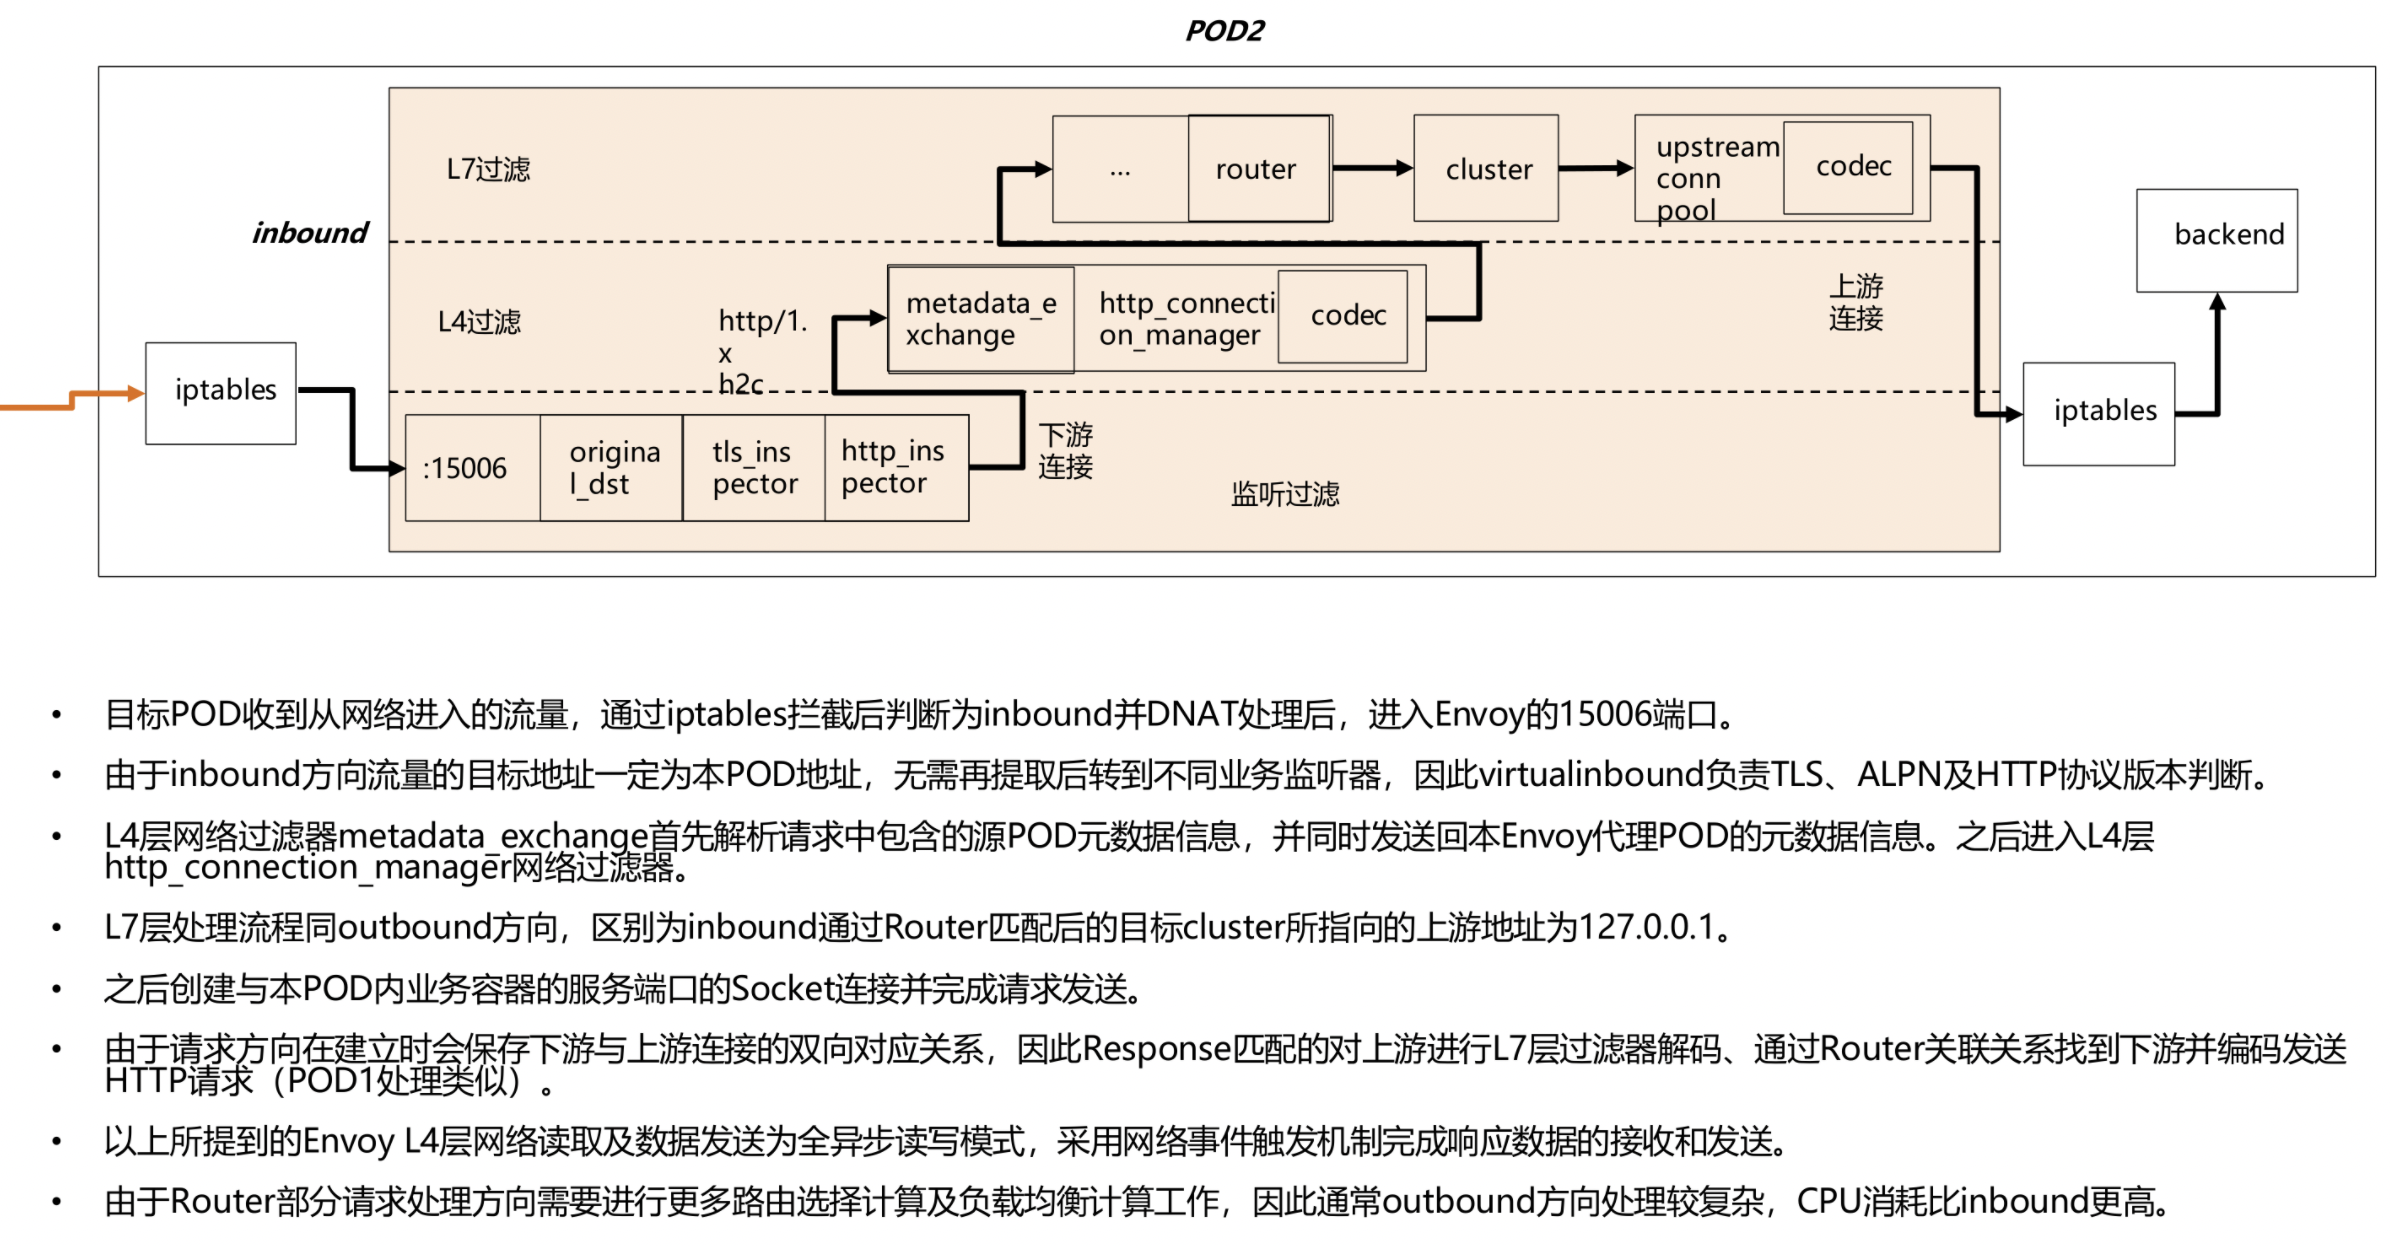 POD2
L7过滤
...
router
cluster
upstream
conn
pool
codec
inbound
backend
L4过滤
http/1.
x
h2c
metadata_e
xchange
http_connecti
on_manager
codec
上游
连接
iptables
iptables
:15006
origina
l_dst
tls_ins
pector
http_ins
pector
下游
连接
监听过滤
• 目标POD收到从网络进入的流量，通过iptables拦截后判断为inbound并DNAT处理后，进入Envoy的15006端口。
• 由于inbound方向流量的目标地址一定为本POD地址，无需再提取后转到不同业务监听器，因此virtualinbound负责TLS、ALPN及HTTP协议版本判断。
• L4层网络过滤器metadata_exchange首先解析请求中包含的源POD元数据信息，并同时发送回本Envoy代理POD的元数据信息。之后进入L4层
http_connection_manager网络过滤器。
• L7层处理流程同outbound方向，区别为inbound通过Router匹配后的目标cluster所指向的上游地址为127.0.0.1。
• 之后创建与本POD内业务容器的服务端口的Socket连接并完成请求发送。
• 由于请求方向在建立时会保存下游与上游连接的双向对应关系，因此Response匹配的对上游进行L7层过滤器解码、通过Router关联关系找到下游并编码发送
HTTP请求（POD1处理类似）。
• 以上所提到的Envoy L4层网络读取及数据发送为全异步读写模式，采用网络事件触发机制完成响应数据的接收和发送。
• 由于Router部分请求处理方向需要进行更多路由选择计算及负载均衡计算工作，因此通常outbound方向处理较复杂，CPU消耗比inbound更高。